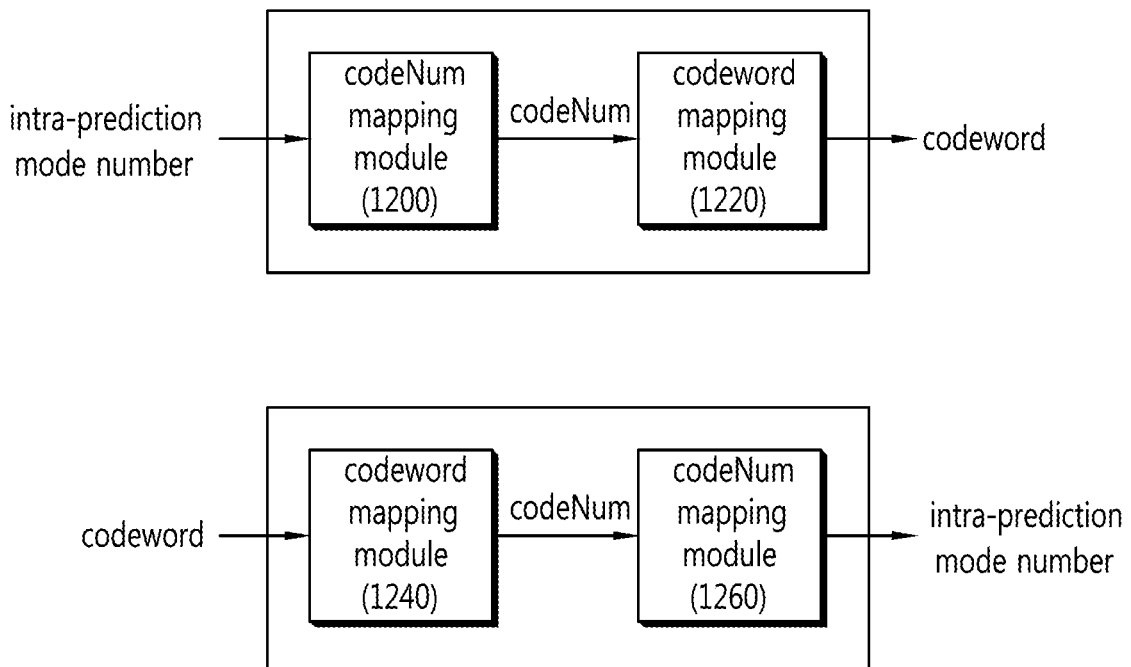 intra-prediction
mode number
codeNum
mapping
module
(1200)
codeNum
codeword
mapping
module
(1220)
codeword
codeword
codeword
mapping
module
(1240)
codeNum
codeNum
mapping
module
(1260)
intra-prediction
mode number